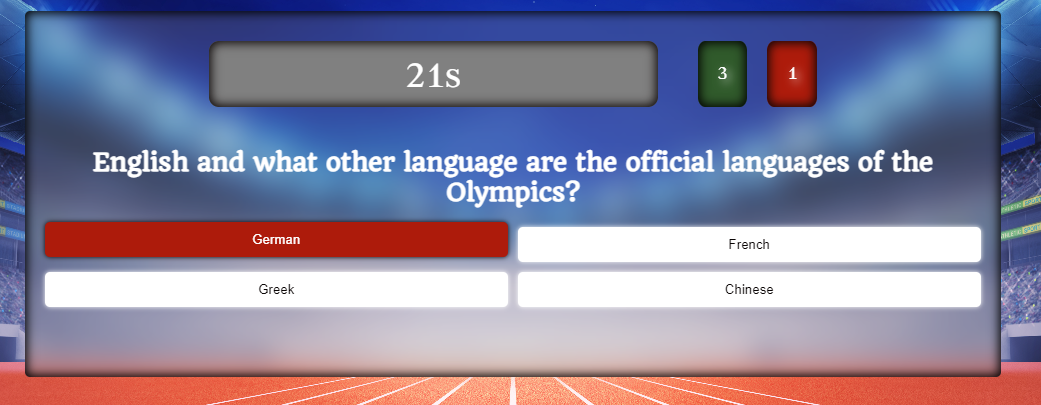 21s
3
1
English and what other language are the official languages of the
Olympics?
German
French
Greek
Chinese